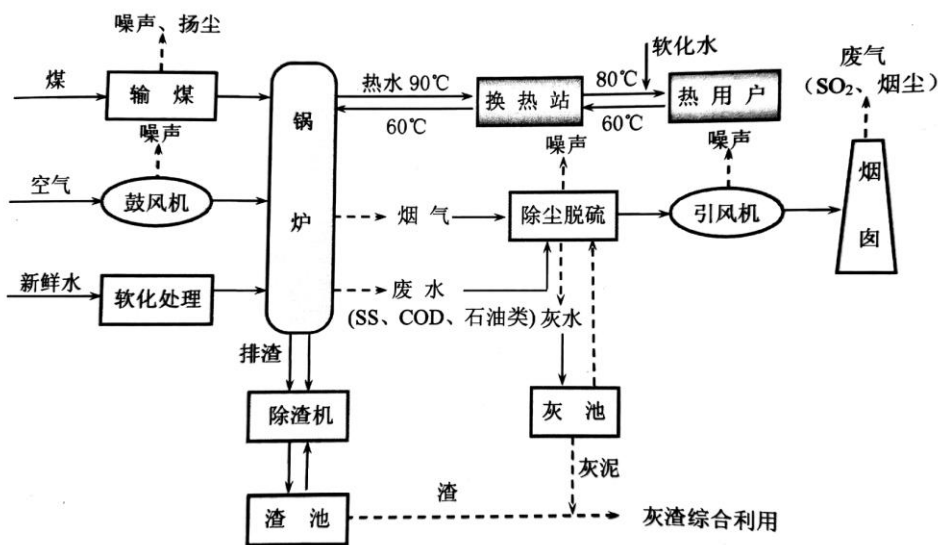 噪声、扬尘
软化水
废气
(SO₂、烟尘)
煤
输煤
热水 90℃
60℃
换热站
80℃
60℃
热用户
噪声
锅
炉
噪声
噪声
空气
鼓风机
烟气
除尘脱硫
引风机
烟
囱
新鲜水
软化处理
废水
(SS、COD、石油类)
灰水
排渣
除渣机
灰池
灰泥
渣池
渣
灰渣综合利用